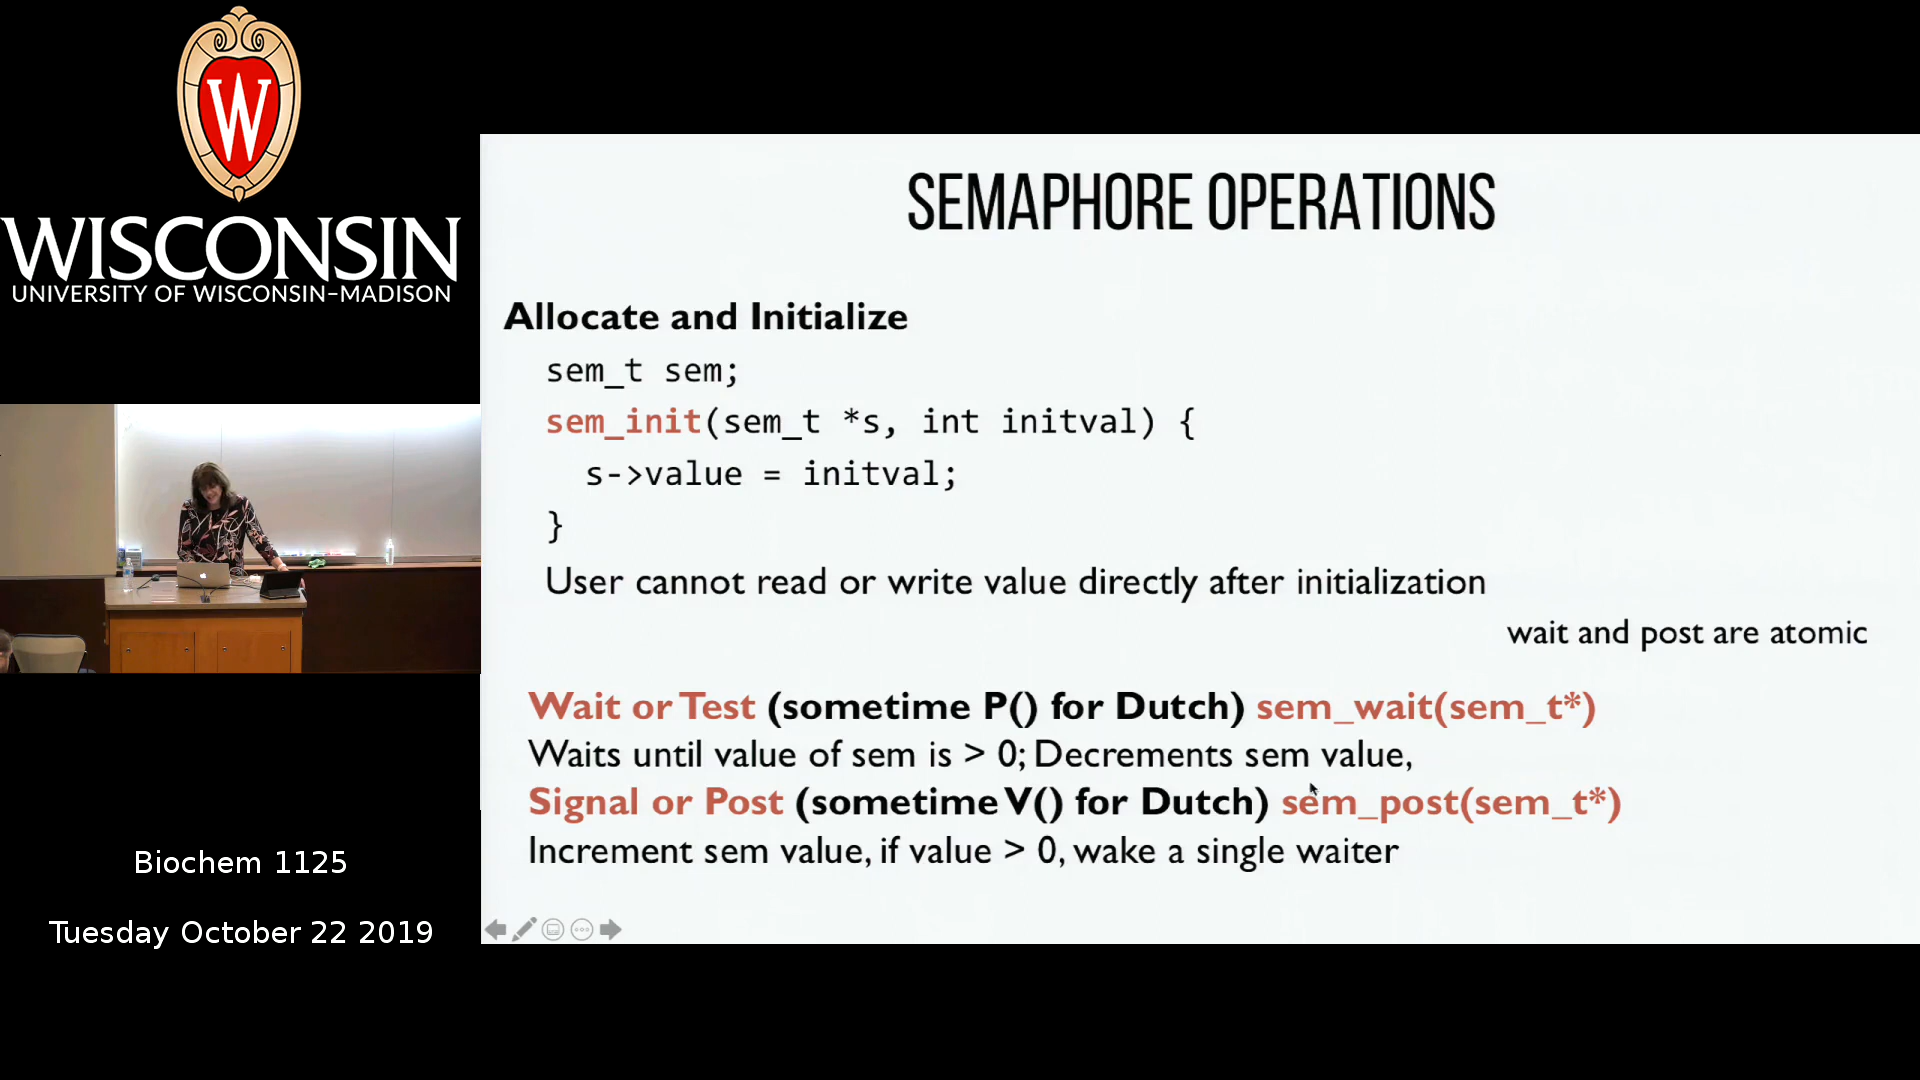 W
WISCONSIN
UNIVERSITY OF WISCONSIN–MADISON
Biochem 1125
Tuesday October 22 2019
SEMAPHORE OPERATIONS
Allocate and Initialize
sem_t sem;
sem_init(sem_t *s, int initval) {
s->value = initval;
}
User cannot read or write value directly after initialization
wait and post are atomic
Wait or Test (sometime P() for Dutch) sem_wait(sem_t*)
Waits until value of sem is > 0; Decrements sem value,
Signal or Post (sometime V() for Dutch) sem_post(sem_t*)
Increment sem value, if value > 0, wake a single waiter